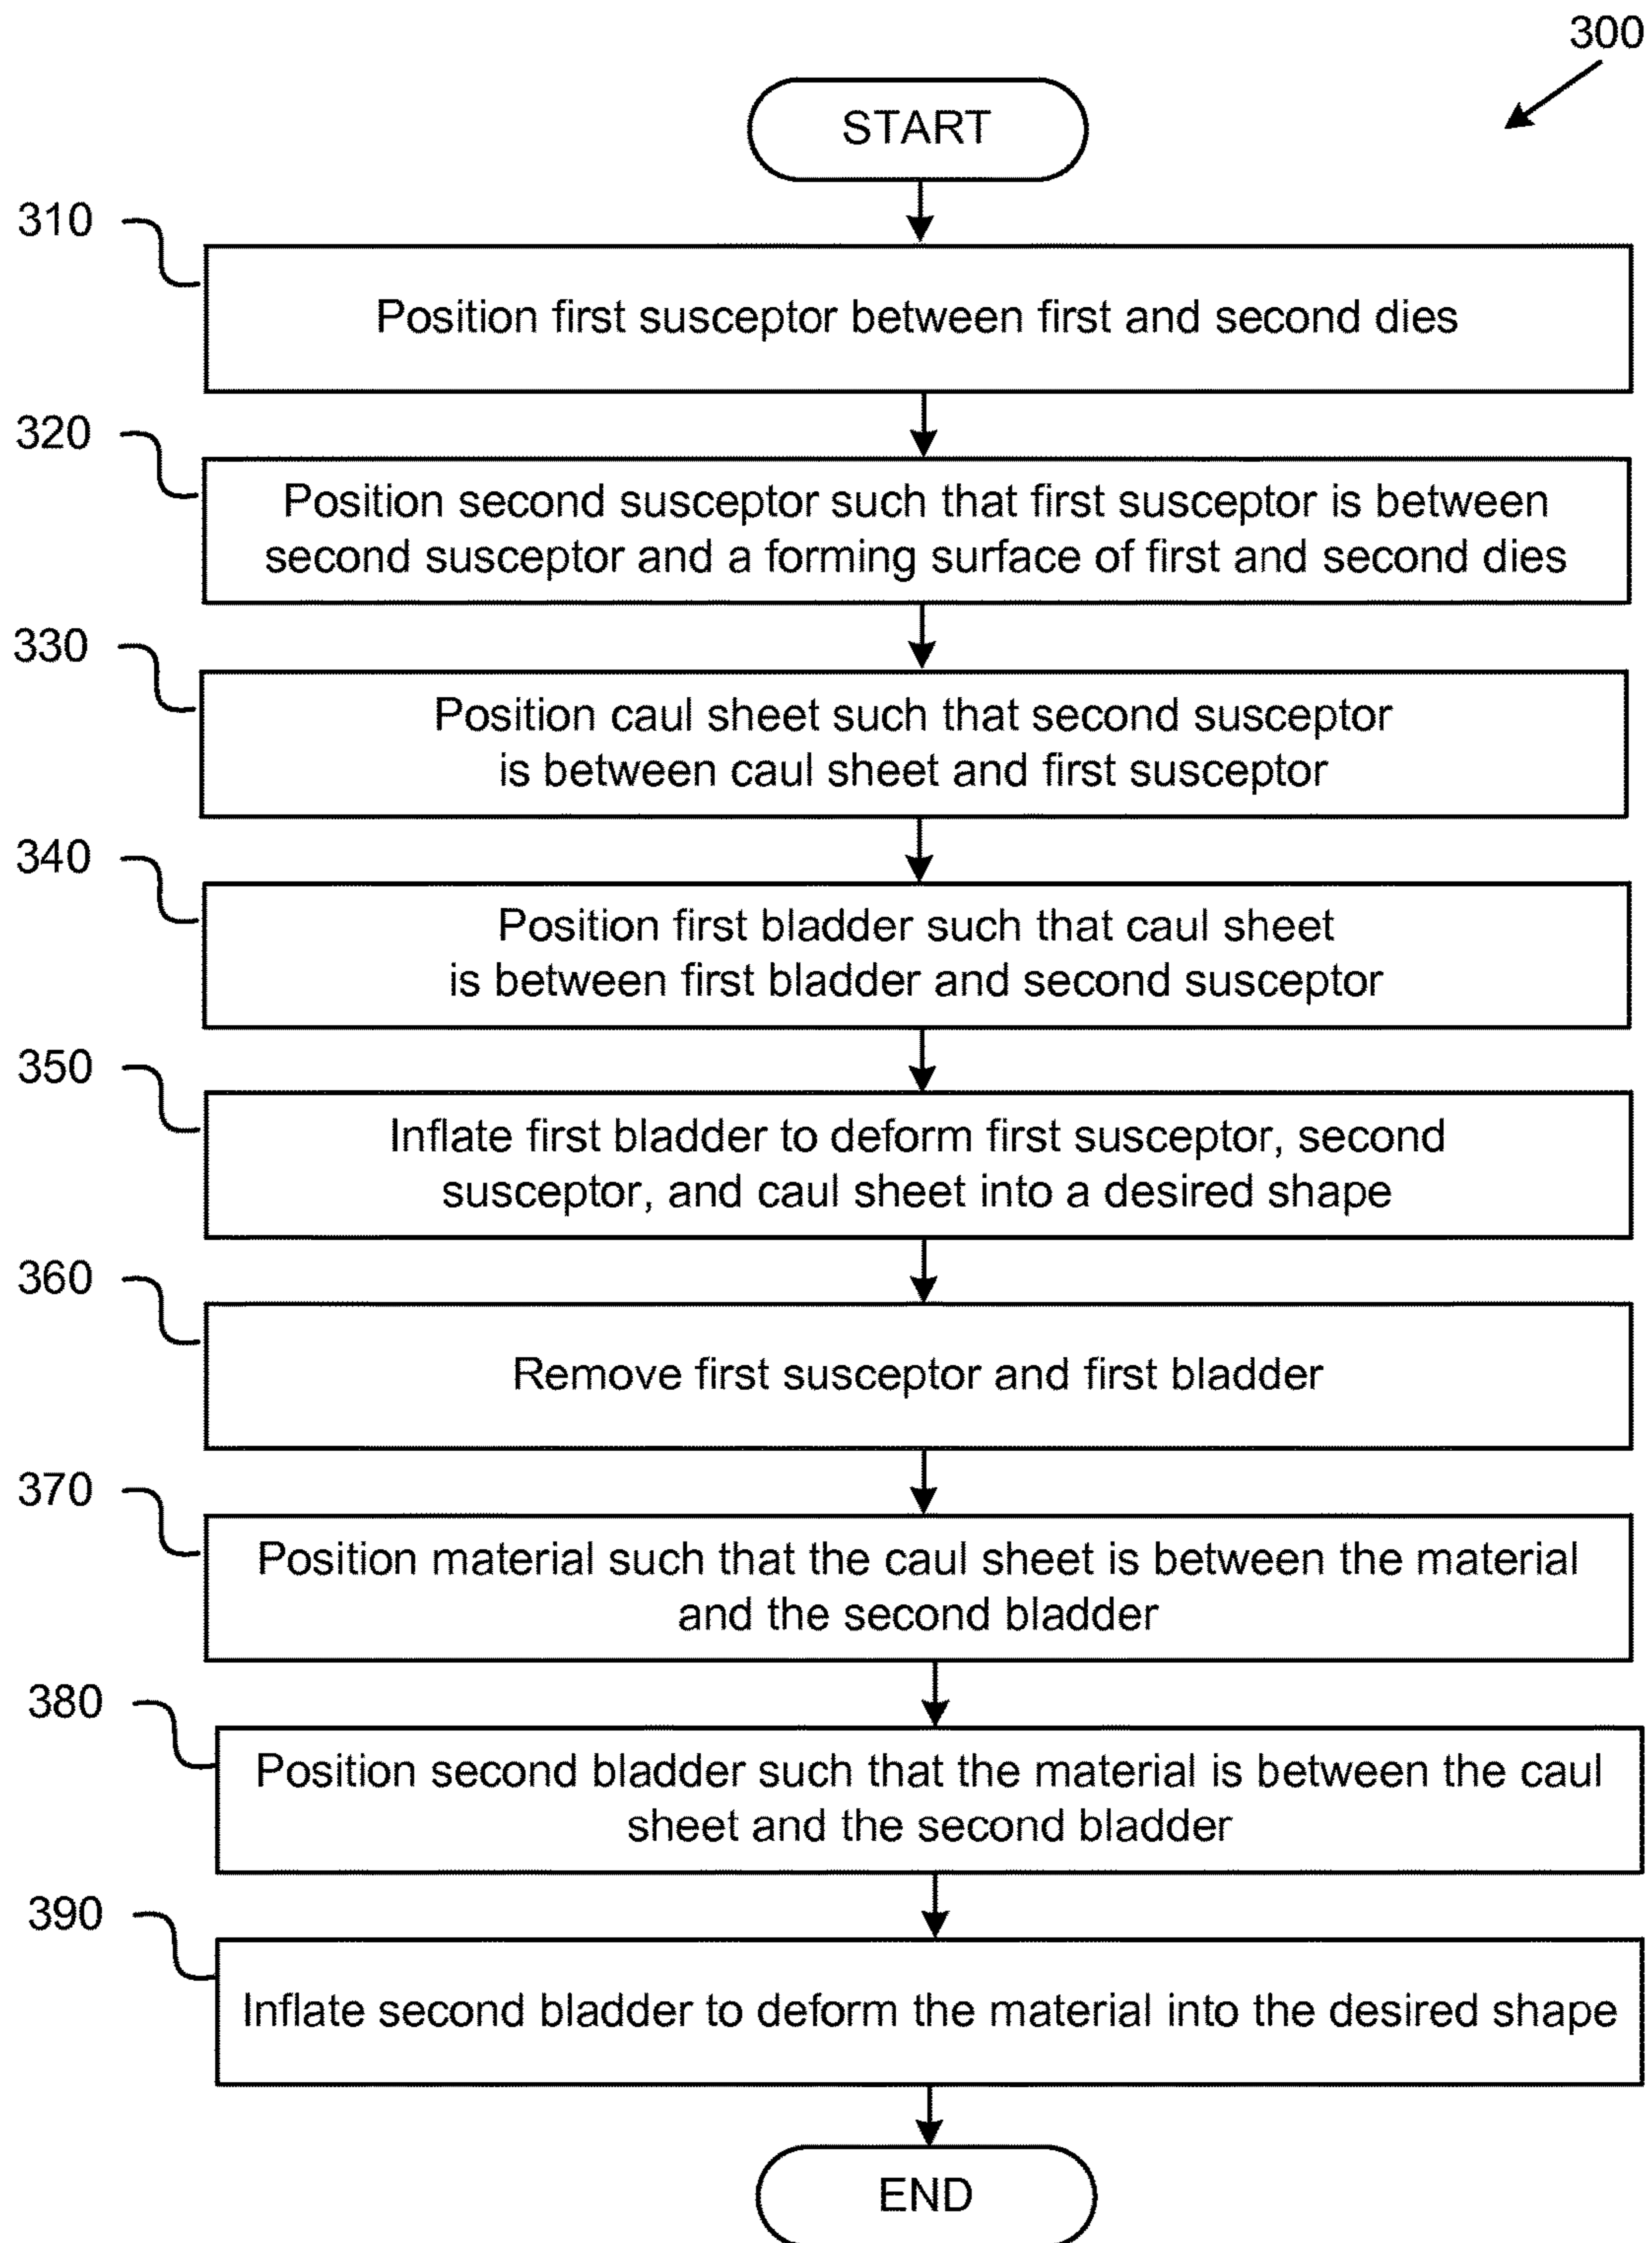 300
START
310
Position first susceptor between first and second dies
320
Position second susceptor such that first susceptor is between
second susceptor and a forming surface of first and second dies
330
Position caul sheet such that second susceptor
is between caul sheet and first susceptor
340
Position first bladder such that caul sheet
is between first bladder and second susceptor
350
Inflate first bladder to deform first susceptor, second
susceptor, and caul sheet into a desired shape
360
Remove first susceptor and first bladder
370
Position material such that the caul sheet is between the material
and the second bladder
380
Position second bladder such that the material is between the caul
sheet and the second bladder
390
Inflate second bladder to deform the material into the desired shape
END